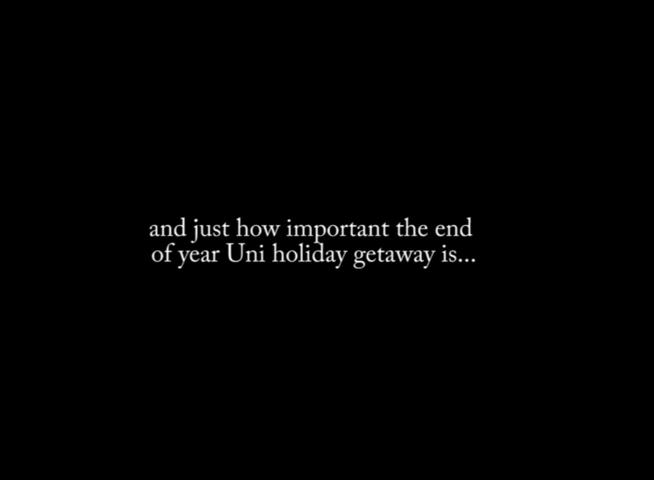 and just how important the end
of year Uni holiday getaway is...